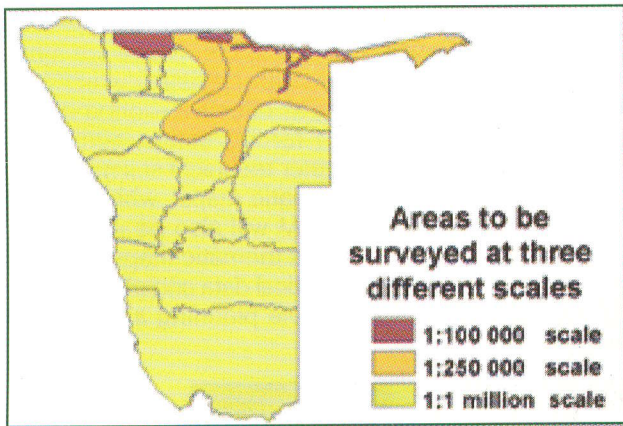 Areas to be
surveyed at three
different scales
1:100 000 scale
1:250 000 scale
1:1 million scale